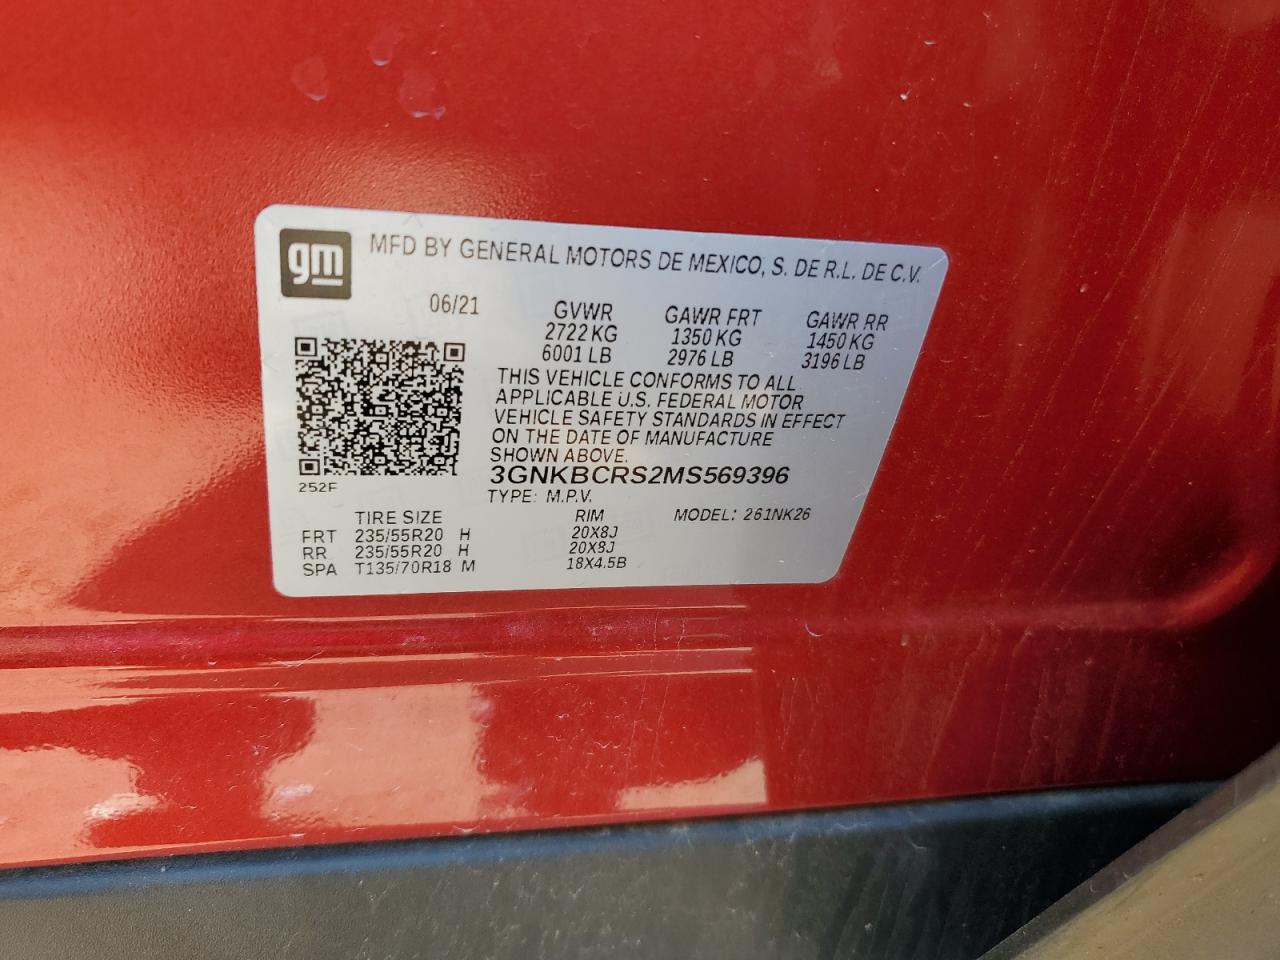 gm MFD BY GENERAL MOTORS DE MEXICO, S. DE R.L. DE C.V.
06/21 GVWR GAWR FRT GAWR RR
2722 KG 1350 KG 1450 KG
6001 LB 2976 LB 3196 LB
THIS VEHICLE CONFORMS TO ALL
APPLICABLE U.S. FEDERAL MOTOR
VEHICLE SAFETY STANDARDS IN EFFECT
ON THE DATE OF MANUFACTURE
SHOWN ABOVE.
3GNKBCRS2MS569396
252F
TYPE: M.P.V.
TIRE SIZE RIM MODEL: 261NK26
FRT 235/55R20 H 20X8J
RR 235/55R20 H 20X8J
SPA T135/70R18 M 18X4.5B